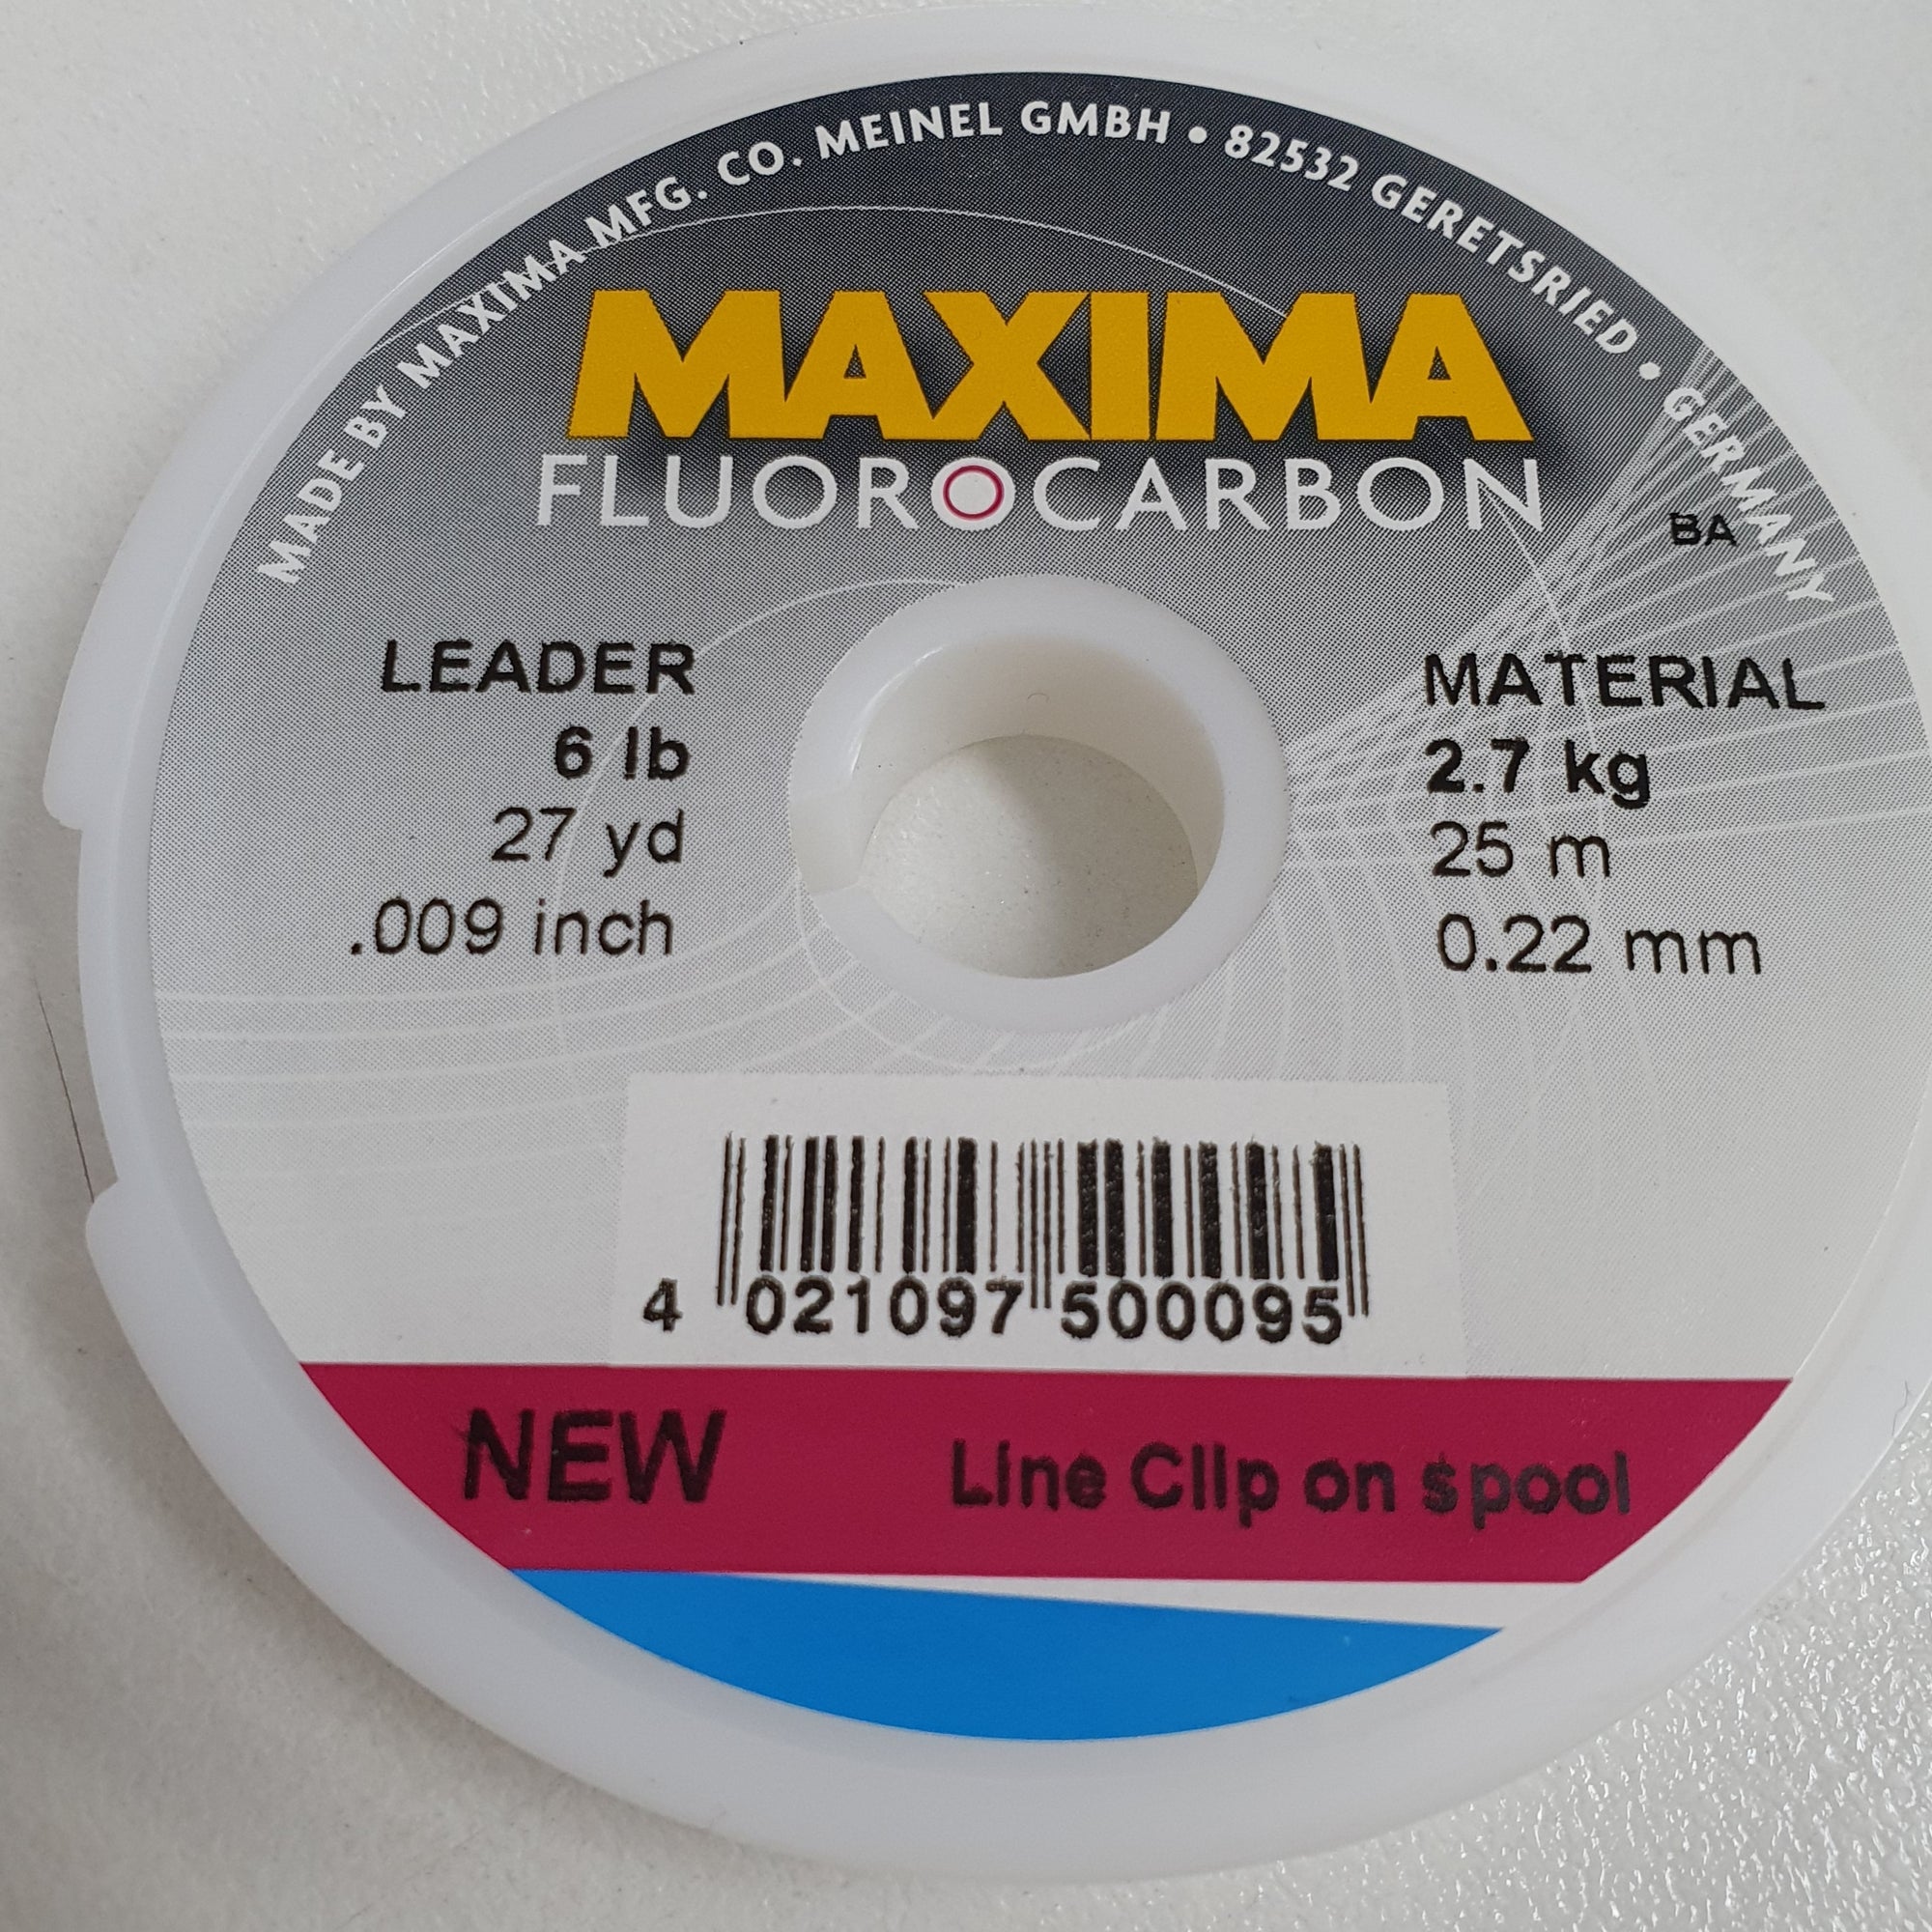 MADE BY MAXIMA MFG. CO. MEINEL GMBH • 82532 GERETSRIED • GERMANY
MAXIMA
FLUOROCARBON
BA
LEADER MATERIAL
6 lb 2.7 kg
27 yd 25 m
.009 inch 0.22 mm
4 021097 500095
NEW Line Clip on spool